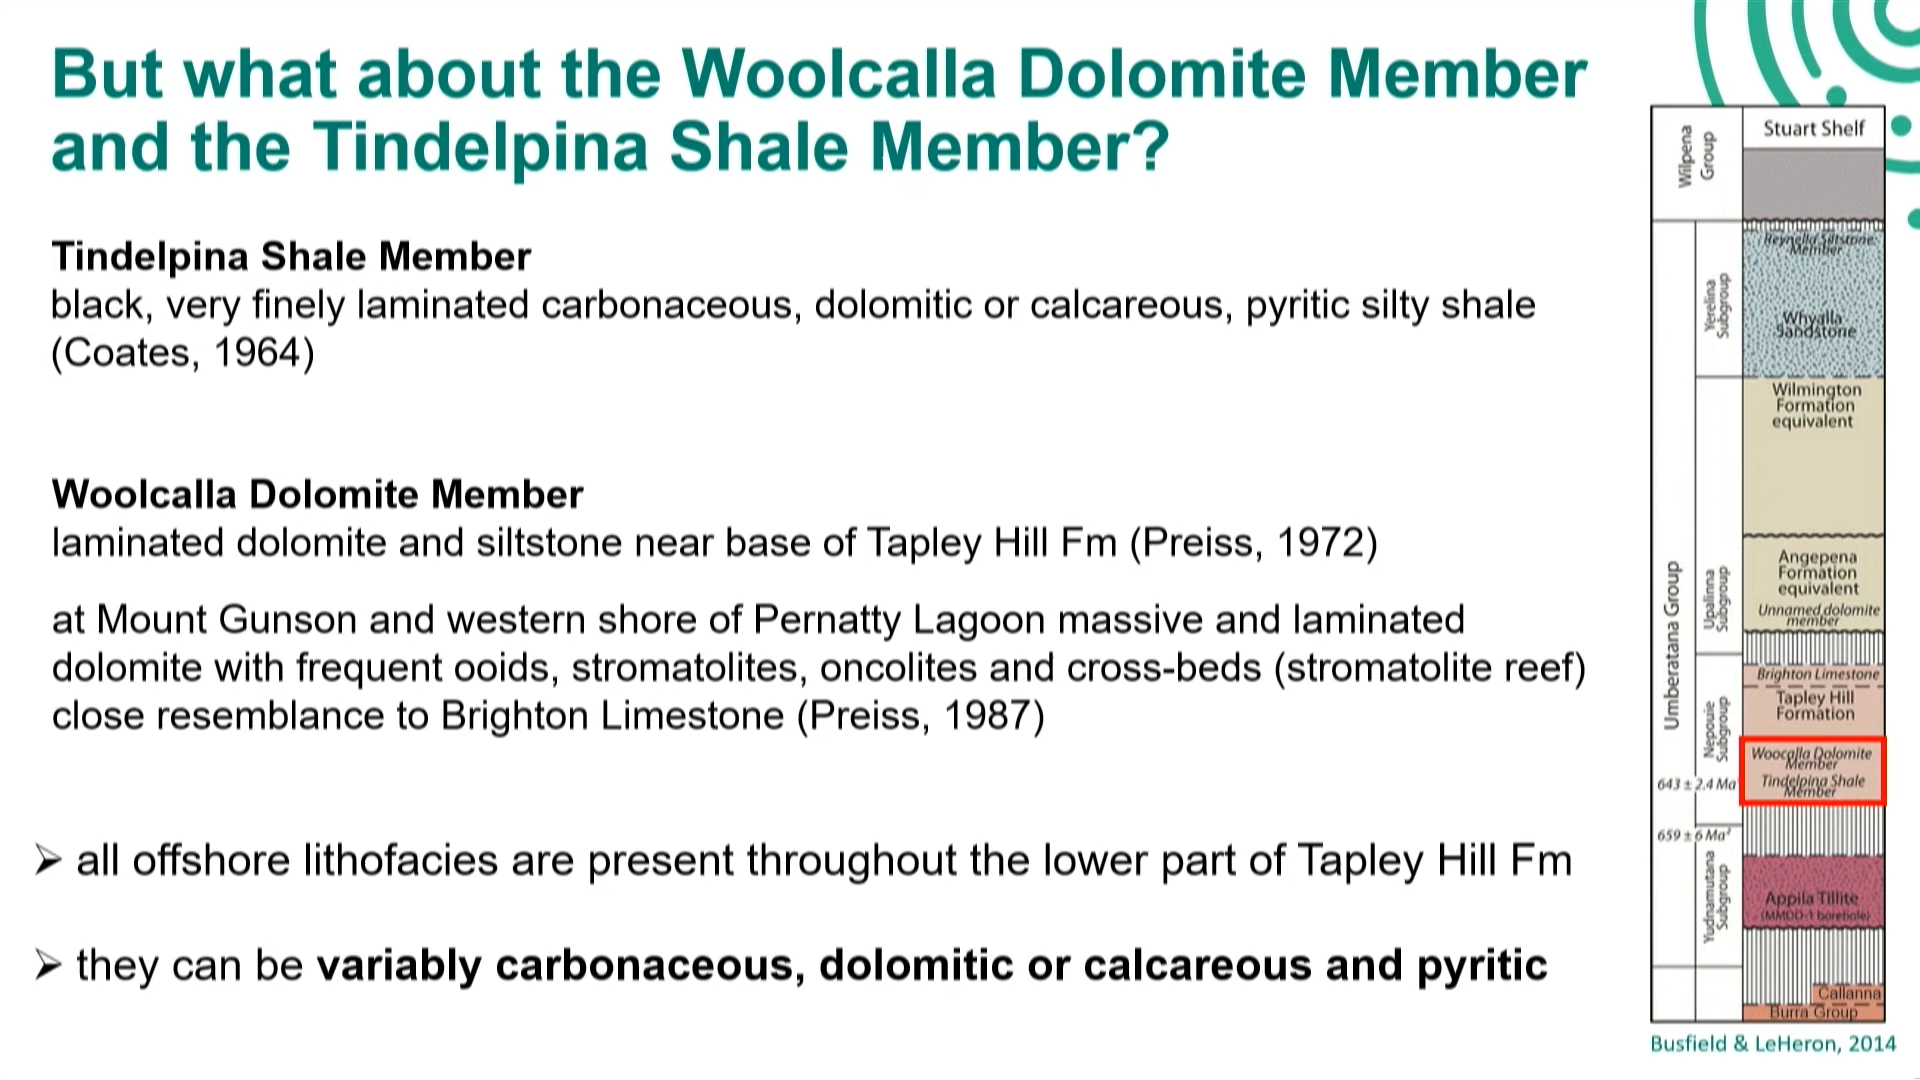 But what about the Woolcalla Dolomite Member
and the Tindelpina Shale Member?
Tindelpina Shale Member
black, very finely laminated carbonaceous, dolomitic or calcareous, pyritic silty shale
(Coates, 1964)
Woolcalla Dolomite Member
laminated dolomite and siltstone near base of Tapley Hill Fm (Preiss, 1972)
at Mount Gunson and western shore of Pernatty Lagoon massive and laminated
dolomite with frequent ooids, stromatolites, oncolites and cross-beds (stromatolite reef)
close resemblance to Brighton Limestone (Preiss, 1987)
➢ all offshore lithofacies are present throughout the lower part of Tapley Hill Fm
➢ they can be variably carbonaceous, dolomitic or calcareous and pyritic
Stuart Shelf
Wilpena
Group
Umberatana Group
Yerelina
Subgroup
Reynella Siltstone
Member
Whyalla
Sandstone
Wilmington
Formation
equivalent
Upalinna
Subgroup
Angepena
Formation
equivalent
Unnamed dolomite
member
Nepouie
Subgroup
Brighton Limestone
Tapley Hill
Formation
Woocalla Dolomite
Member
Tindelpina Shale
Member
643 ± 2.4 Ma
659 ± 6 Ma²
Yudnamutana
Subgroup
Appila Tillite
(MMDD-1 borehole)
Callanna
Burra Group
Busfield & LeHeron, 2014